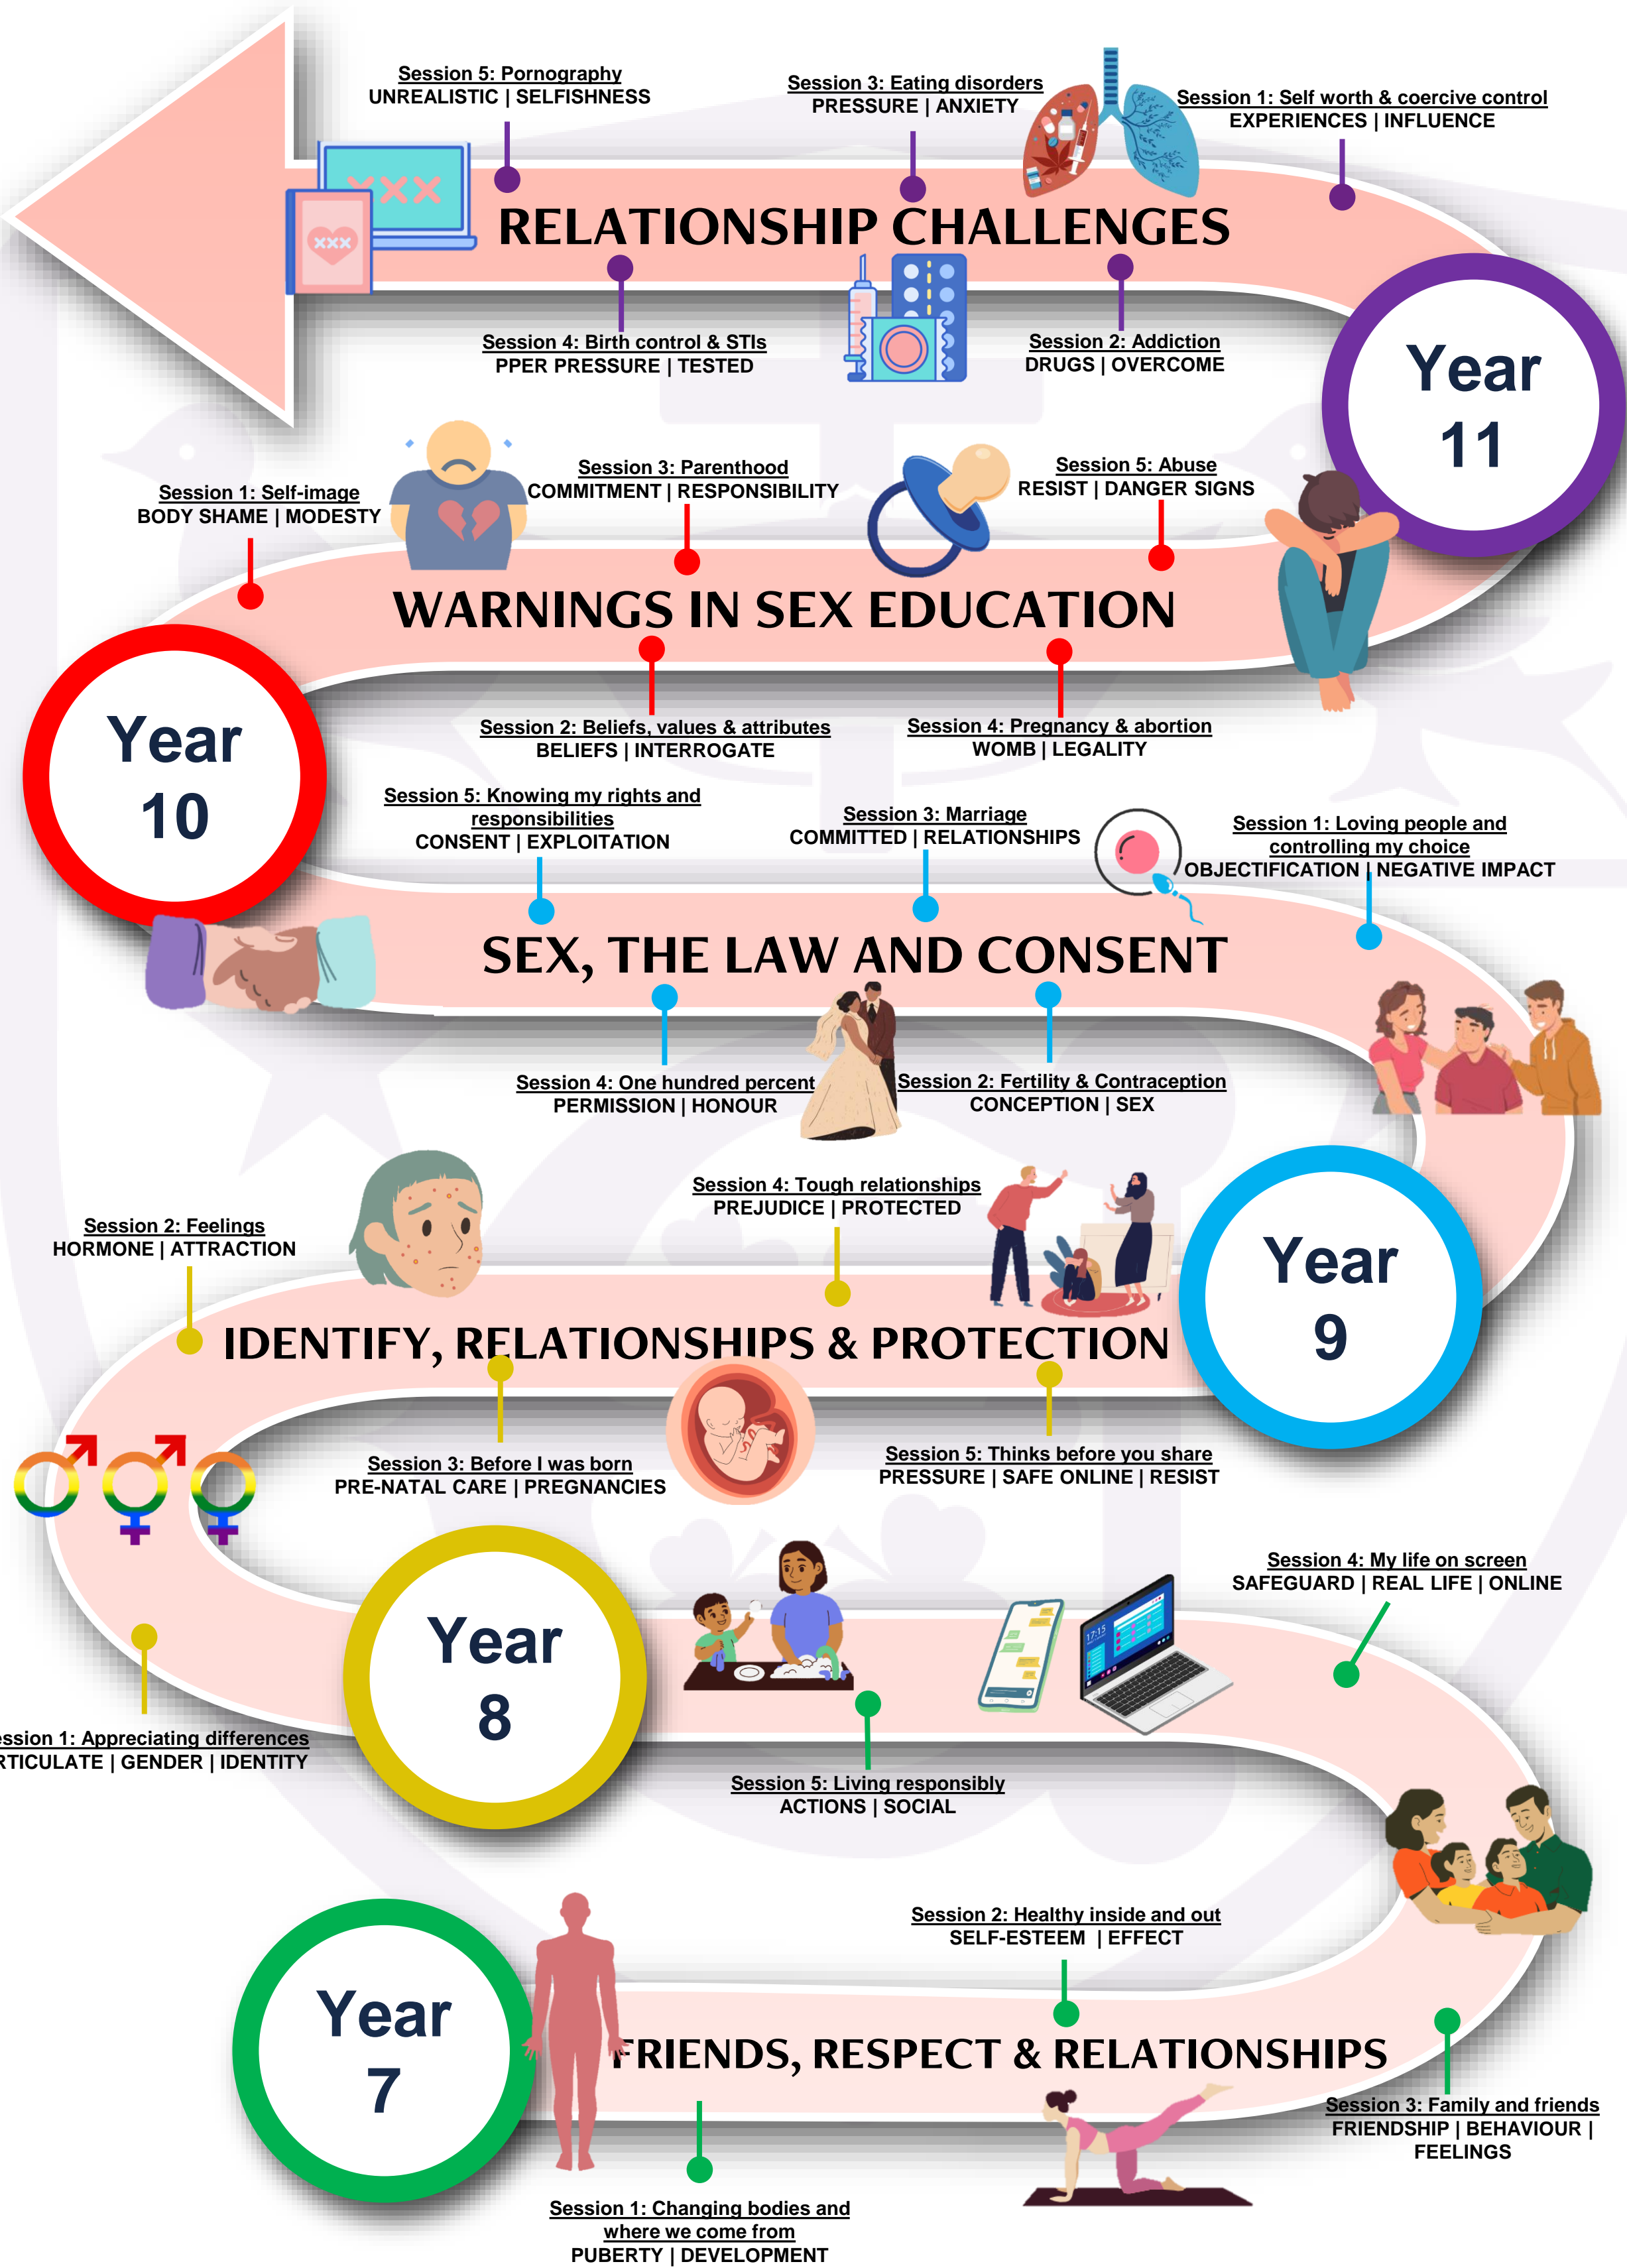 Session 5: Pornography
UNREALISTIC | SELFISHNESS
Session 3: Eating disorders
PRESSURE | ANXIETY
Session 1: Self worth & coercive control
EXPERIENCES | INFLUENCE
XXX
XXX
RELATIONSHIP CHALLENGES
Session 4: Birth control & STIs
PPER PRESSURE | TESTED
Session 2: Addiction
DRUGS | OVERCOME
Year
11
Session 1: Self-image
BODY SHAME | MODESTY
Session 3: Parenthood
COMMITMENT | RESPONSIBILITY
Session 5: Abuse
RESIST | DANGER SIGNS
WARNINGS IN SEX EDUCATION
Session 2: Beliefs, values & attributes
BELIEFS | INTERROGATE
Session 4: Pregnancy & abortion
WOMB | LEGALITY
Year
10
Session 5: Knowing my rights and
responsibilities
CONSENT | EXPLOITATION
Session 3: Marriage
COMMITTED | RELATIONSHIPS
Session 1: Loving people and
controlling my choice
OBJECTIFICATION | NEGATIVE IMPACT
SEX, THE LAW AND CONSENT
Session 4: One hundred percent
PERMISSION | HONOUR
Session 2: Fertility & Contraception
CONCEPTION | SEX
Session 2: Feelings
HORMONE | ATTRACTION
Session 4: Tough relationships
PREJUDICE | PROTECTED
Year
9
IDENTIFY, RELATIONSHIPS & PROTECTION
Session 3: Before I was born
PRE-NATAL CARE | PREGNANCIES
Session 5: Thinks before you share
PRESSURE | SAFE ONLINE | RESIST
Year
8
Session 4: My life on screen
SAFEGUARD | REAL LIFE | ONLINE
17:15
ession 1: Appreciating differences
RTICULATE | GENDER | IDENTITY
Session 5: Living responsibly
ACTIONS | SOCIAL
Session 2: Healthy inside and out
SELF-ESTEEM | EFFECT
Year
7
FRIENDS, RESPECT & RELATIONSHIPS
Session 3: Family and friends
FRIENDSHIP | BEHAVIOUR |
FEELINGS
Session 1: Changing bodies and
where we come from
PUBERTY | DEVELOPMENT